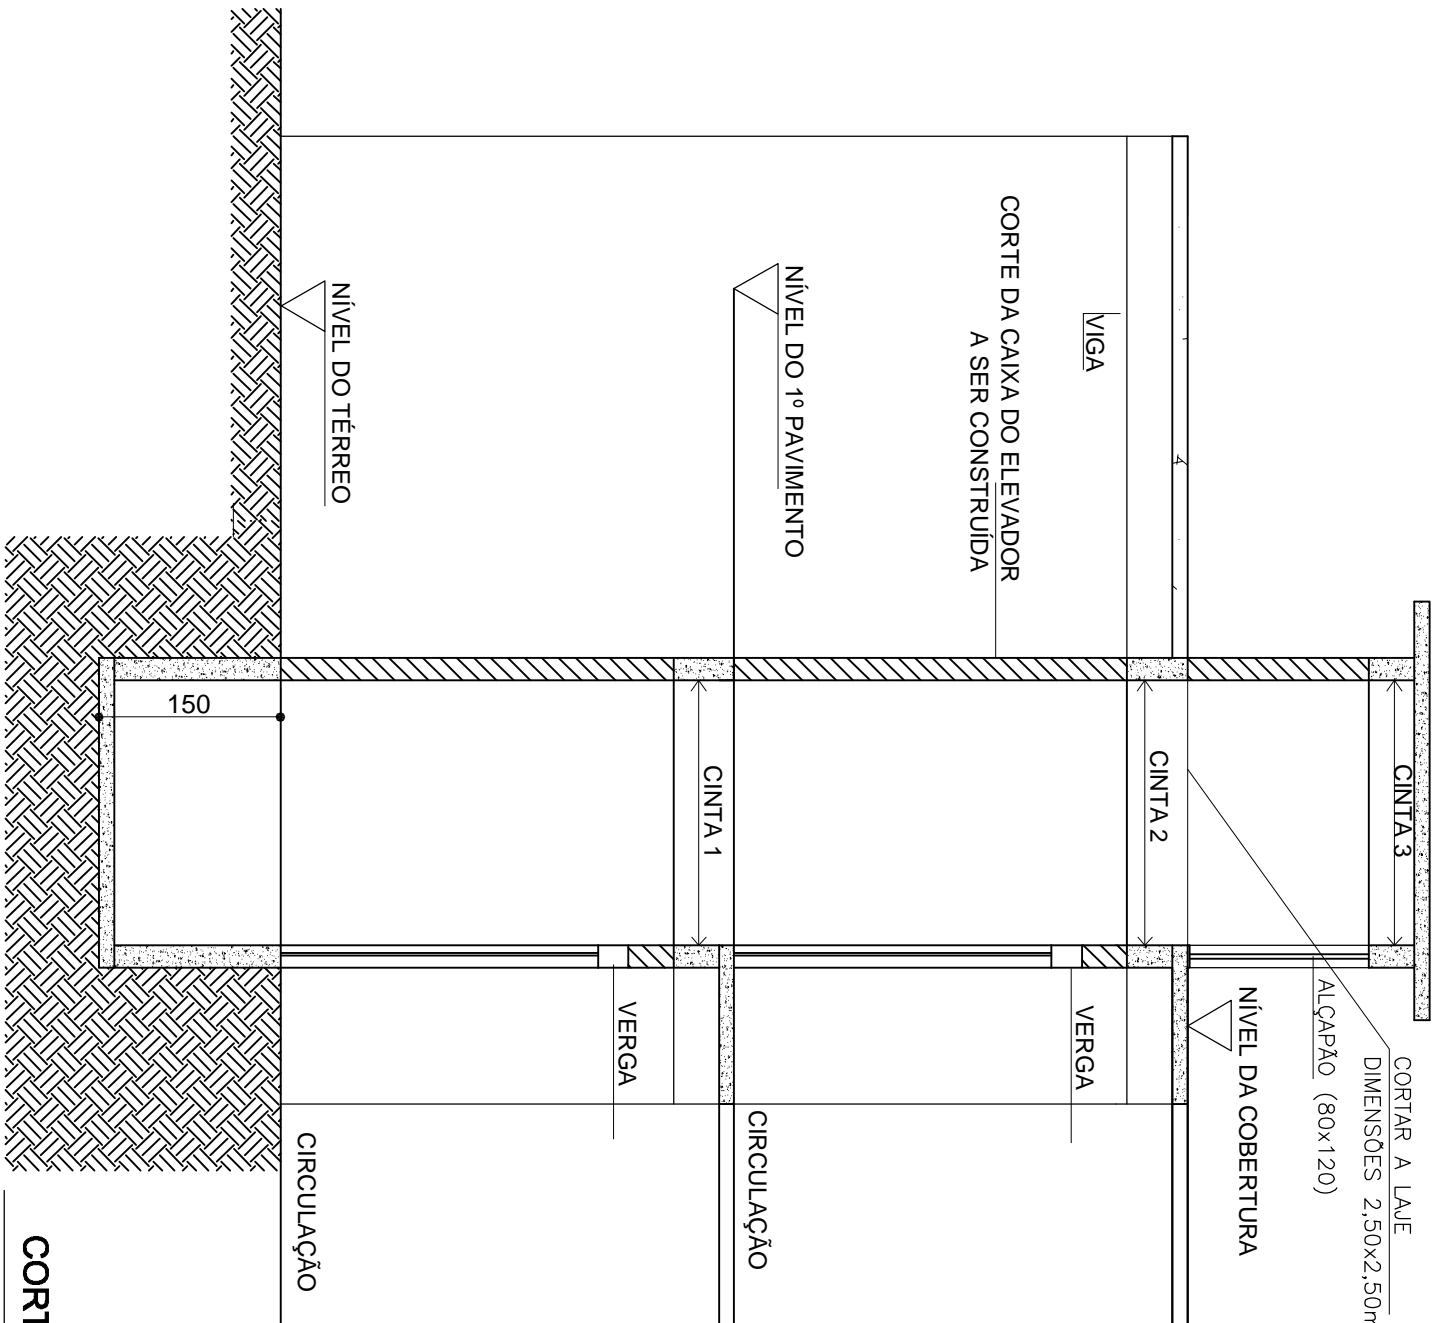 CORTAR A LAJE
DIMENSÕES 2,50x2,50m
ALÇAPÃO (80x120)
NÍVEL DA COBERTURA
CINTA 3
CINTA 2
CINTA 1
VIGA
CORTE DA CAIXA DO ELEVADOR
A SER CONSTRUÍDA
NÍVEL DO 1º PAVIMENTO
NÍVEL DO TÉRREO
VERGA
VERGA
CIRCULAÇÃO
CIRCULAÇÃO
150
CORT